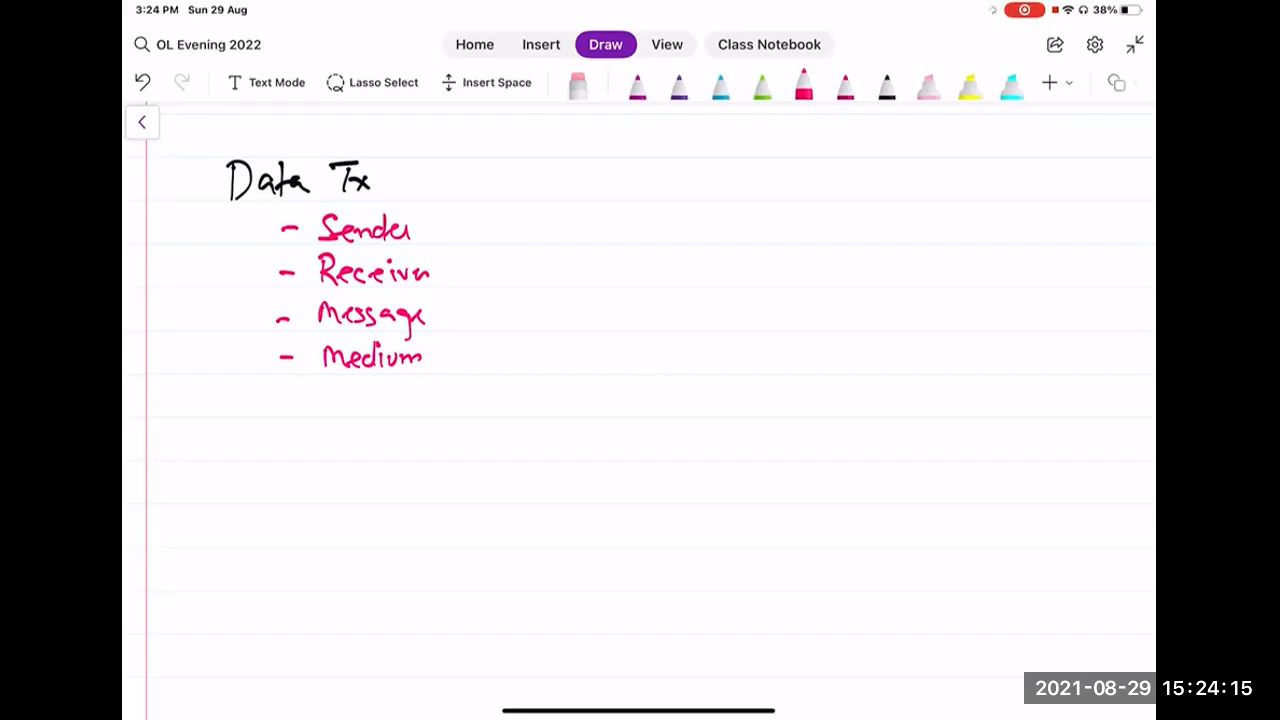 3:24 PM Sun 29 Aug
38%
OL Evening 2022
Home Insert Draw View Class Notebook
Text Mode Lasso Select Insert Space
Data Tx
- Sender
- Receiver
- Message
- Medium
2021-08-29 15:24:15